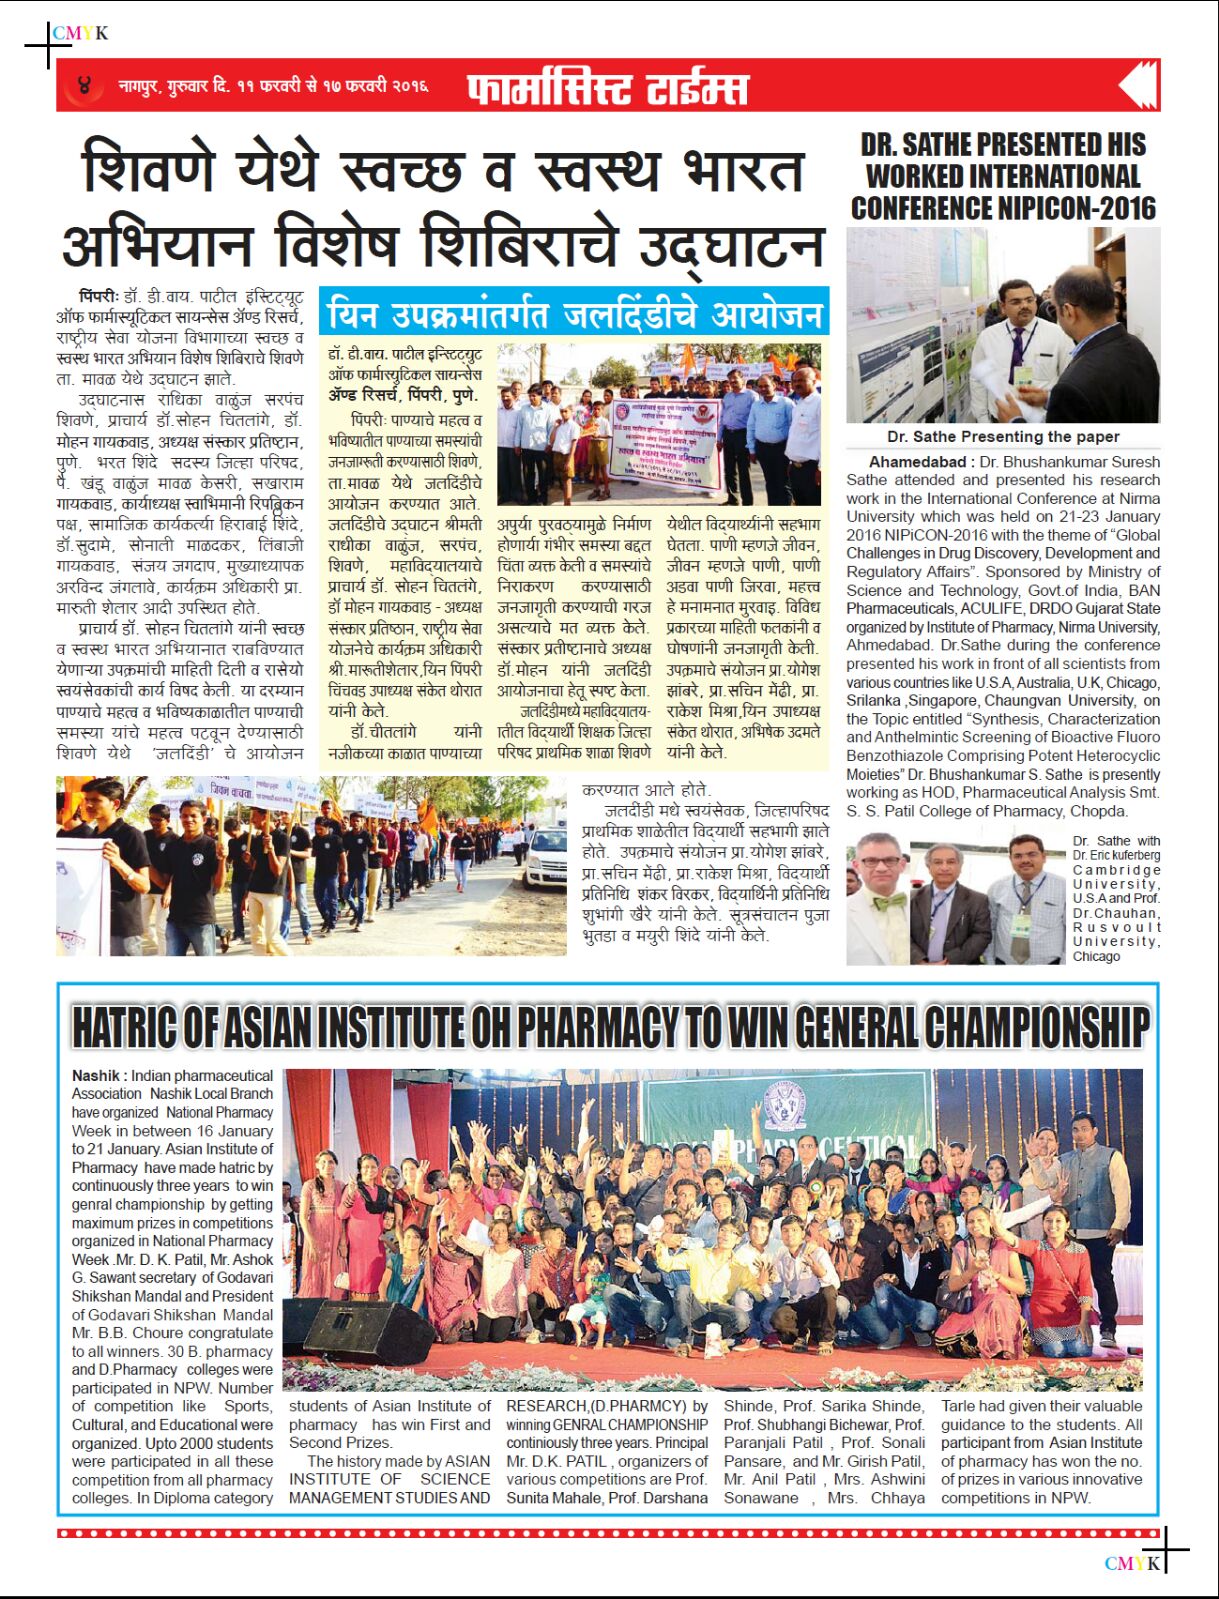 CMYK
४ नागपुर, गुरुवार दि. ११ फरवरी से १७ फरवरी २०१६ फार्मासिस्ट टाईम्स
शिवणे येथे स्वच्छ व स्वस्थ भारत
अभियान विशेष शिबिराचे उद्घाटन
पिंपरीः डॉ. डी.वाय. पाटील इंस्टिट्यूट
ऑफ फार्मास्यूटिकल सायन्सेस अ‍ॅण्ड रिसर्च,
राष्ट्रीय सेवा योजना विभागाच्या स्वच्छ व
स्वस्थ भारत अभियान विशेष शिबिराचे शिवणे
ता. मावळ येथे उद्घाटन झाले.
उद्घाटनास राधिका वाळुंज सरपंच
शिवणे, प्राचार्य डॉ.सोहन चितलांगे, डॉ.
मोहन गायकवाड, अध्यक्ष संस्कार प्रतिष्टान,
पुणे. भरत शिंदे सदस्य जिल्हा परिषद,
पै. खंडू वाळुंज मावळ केसरी, सखाराम
गायकवाड, कार्याध्यक्ष स्वाभिमानी रिपब्लिकन
पक्ष, सामाजिक कार्यकर्त्या हिराबाई शिंदे,
डॉ.सुदामे, सोनाली माळदकर, तिंबाजी
गायकवाड, संजय जगदाप, मुख्याध्यापक
अरविन्द जंगलावे, कार्यक्रम अधिकारी प्रा.
मारुती शेलार आदी उपस्थित होते.
प्राचार्य डॉ. सोहन चितलांगे यांनी स्वच्छ
व स्वस्थ भारत अभियानात राबविण्यात
येणाऱ्या उपक्रमांची माहिती दिली व रासेयो
स्वयंसेवकांची कार्य विषद केली. या दरम्यान
पाण्याचे महत्व व भविष्यकाळातील पाण्याची
समस्या यांचे महत्व पटवून देण्यासाठी
शिवणे येथे 'जलदिंडी' चे आयोजन
यिन उपक्रमांतर्गत जलदिंडीचे आयोजन
डॉ. डी.वाय. पाटील इन्स्टिट्युट
ऑफ फार्मास्युटिकल सायन्सेस
अ‍ॅण्ड रिसर्च, पिंपरी, पुणे.
पिंपरीः पाण्याचे महत्व व
भविष्यातील पाण्याच्या समस्यांची
जनजागरूती करण्यासाठी शिवणे,
ता.मावळ येथे जलदिंडीचे
आयोजन करण्यात आले.
जलदिंडीचे उद्घाटन श्रीमती
राधीका वाळुंज, सरपंच,
शिवणे, महाविद्यालयाचे
प्राचार्य डॉ. सोहन चितलंगे,
डॉ मोहन गायकवाड - अध्यक्ष
संस्कार प्रतिष्ठान, राष्ट्रीय सेवा
योजनेचे कार्यक्रम अधिकारी
श्री.मारूतीशेलार,यिन पिंपरी
चिंचवड उपाध्यक्ष संकेत थोरात
यांनी केले.
डॉ.चीतलांगे यांनी
नजीकच्या काळात पाण्याच्या
अपुर्या पुरवठ्यामुळे निर्माण
होणार्या गंभीर समस्या बद्दत
चिंता व्यक्त केली व समस्यांचे
निराकरण करण्यासाठी
जनजागृती करण्याची गरज
असत्याचे मत व्यक्त केले.
संस्कार प्रतीष्टानाचे अध्यक्ष
डॉ.मोहन यांनी जलदिंडी
आयोजनाचा हेतू स्पष्ट केला.
जलदिंडीमध्ये महाविद्यालय-
ातील विद्यार्थी शिक्षक जिल्हा
परिषद प्राथमिक शाळा शिवणे
येथील विद्यार्थ्यींनी सहभाग
घेतला. पाणी म्हणजे जीवन,
जीवन म्हणजे पाणी, पाणी
अडवा पाणी जिरवा, महत्त्व
हे मनामनात मुरवाइ. विविध
प्रकारच्या माहिती फलकांनी व
घोषणांनी जनजागृती केली.
उपक्रमाचे संयोजन प्रा.योगेश
झांबरे, प्रा.सचिन मेंढी, प्रा.
राकेश मिश्रा,यिन उपाध्यक्ष
संकेत थोरात, अभिषेक उदमते
यांनी केले.
करण्यात आले होते.
जलदीडी मधे स्वयंसेवक, जिल्हापरिषद
प्राथमिक शाळेतील विद्यार्थी सहभागी झाले
होते. उपक्रमाचे संयोजन प्रा.योगेश झांबरे,
प्रा.सचिन मेंढी, प्रा.राकेश मिश्रा, विदयार्थी
प्रतिनिधि शंकर विरकर, विद्यार्थिनी प्रतिनिधि
शुभांगी खैरे यांनी केले. सूत्रसंचालन पुजा
भुतडा व मयुरी शिंदे यांनी केते.
DR. SATHE PRESENTED HIS
WORKED INTERNATIONAL
CONFERENCE NIPICON-2016
Dr. Sathe Presenting the paper
Ahamedabad : Dr. Bhushankumar Suresh
Sathe attended and presented his research
work in the International Conference at Nirma
University which was held on 21-23 January
2016 NIPiCON-2016 with the theme of “Global
Challenges in Drug Discovery, Development and
Regulatory Affairs”. Sponsored by Ministry of
Science and Technology, Govt.of India, BAN
Pharmaceuticals, ACULIFE, DRDO Gujarat State
organized by Institute of Pharmacy, Nirma University,
Ahmedabad. Dr.Sathe during the conference
presented his work in front of all scientists from
various countries like U.S.A, Australia, U.K, Chicago,
Srilanka ,Singapore, Chaungvan University, on
the Topic entitled “Synthesis, Characterization
and Anthelmintic Screening of Bioactive Fluoro
Benzothiazole Comprising Potent Heterocyclic
Moieties” Dr. Bhushankumar S. Sathe is presently
working as HOD, Pharmaceutical Analysis Smt.
S. S. Patil College of Pharmacy, Chopda.
Dr. Sathe with
Dr. Eric kuferberg
Cambridge
University,
U.S.A and Prof.
Dr.Chauhan,
Rusvoult
University,
Chicago
HATRIC OF ASIAN INSTITUTE OH PHARMACY TO WIN GENERAL CHAMPIONSHIP
Nashik : Indian pharmaceutical
Association Nashik Local Branch
have organized National Pharmacy
Week in between 16 January
to 21 January. Asian Institute of
Pharmacy have made hatric by
continuously three years to win
genral championship by getting
maximum prizes in competitions
organized in National Pharmacy
Week .Mr. D. K. Patil, Mr. Ashok
G. Sawant secretary of Godavari
Shikshan Mandal and President
of Godavari Shikshan Mandal
Mr. B.B. Choure congratulate
to all winners. 30 B. pharmacy
and D.Pharmacy colleges were
participated in NPW. Number
of competition like Sports,
Cultural, and Educational were
organized. Upto 2000 students
were participated in all these
competition from all pharmacy
colleges. In Diploma category
students of Asian Institute of
pharmacy has win First and
Second Prizes.
The history made by ASIAN
INSTITUTE OF SCIENCE
MANAGEMENT STUDIES AND
RESEARCH,(D.PHARMCY) by
winning GENRAL CHAMPIONSHIP
continiously three years. Principal
Mr. D.K. PATIL , organizers of
various competitions are Prof.
Sunita Mahale, Prof. Darshana
Shinde, Prof. Sarika Shinde,
Prof. Shubhangi Bichewar, Prof.
Paranjali Patil , Prof. Sonali
Pansare, and Mr. Girish Patil,
Mr. Anil Patil , Mrs. Ashwini
Sonawane , Mrs. Chhaya
Tarle had given their valuable
guidance to the students. All
participant from Asian Institute
of pharmacy has won the no.
of prizes in various innovative
competitions in NPW.
CMYK